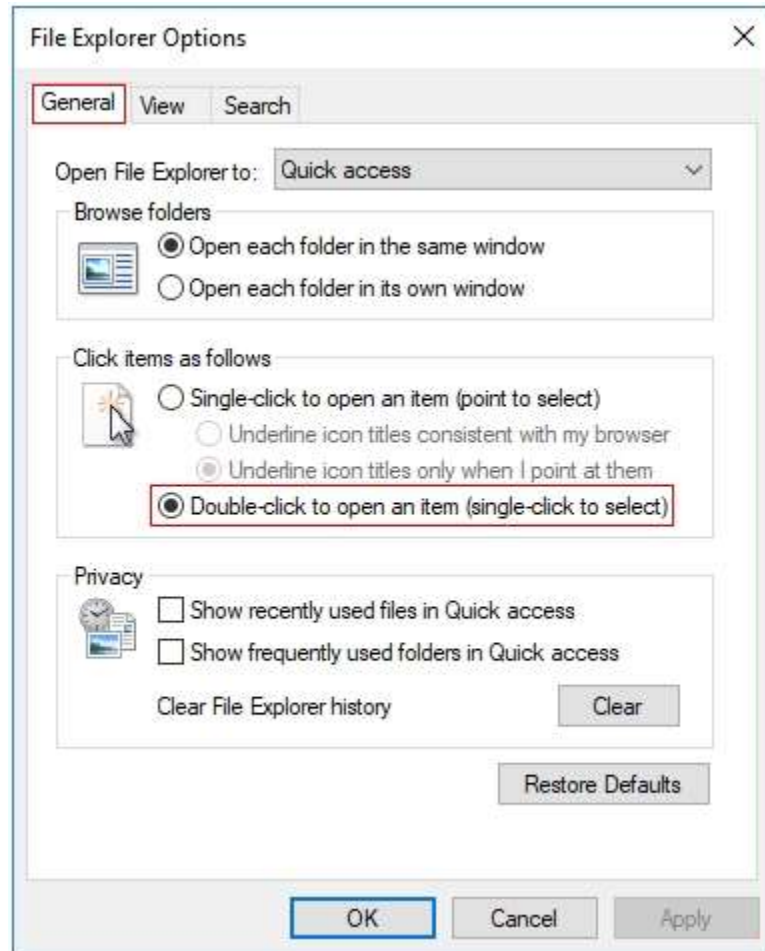 File Explorer Options
General View Search
Open File Explorer to: Quick access
Browse folders
Open each folder in the same window
Open each folder in its own window
Click items as follows
Single-click to open an item (point to select)
Underline icon titles consistent with my browser
Underline icon titles only when I point at them
Double-click to open an item (single-click to select)
Privacy
Show recently used files in Quick access
Show frequently used folders in Quick access
Clear File Explorer history Clear
Restore Defaults
OK Cancel Apply